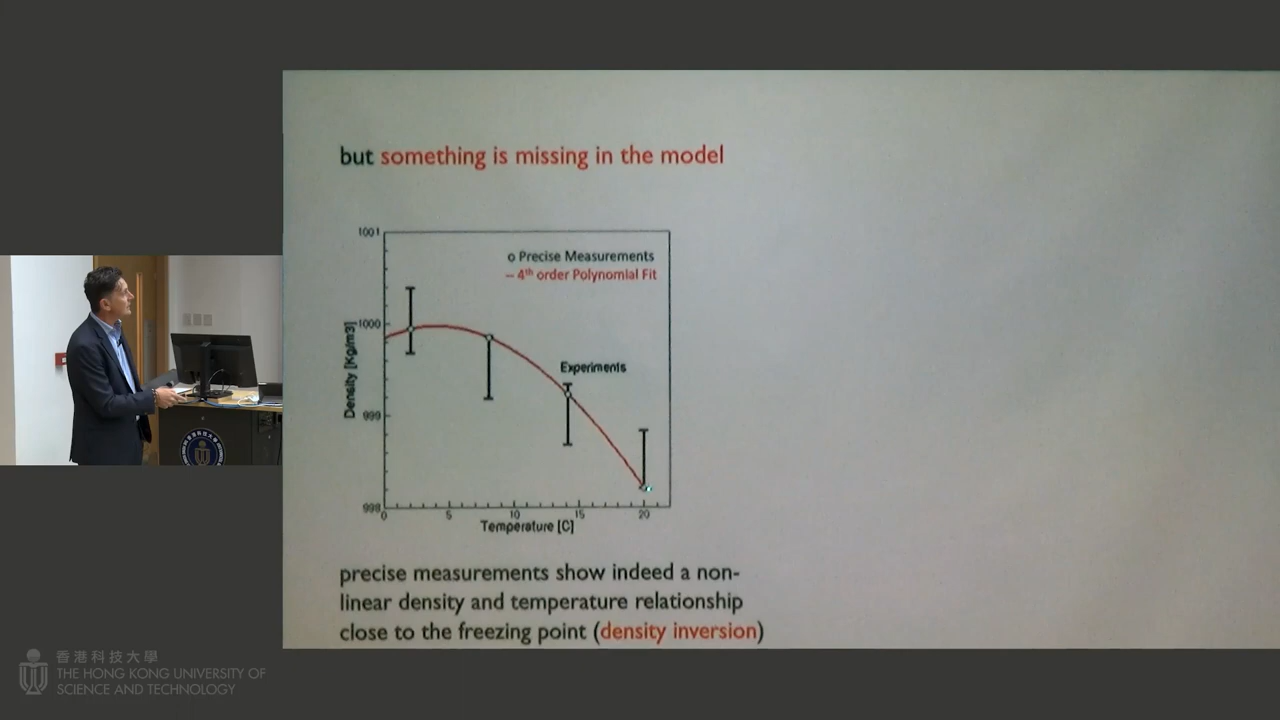 but something is missing in the model
1001
o Precise Measurements
– 4th order Polynomial Fit
1000
Density [Kg/m3]
Experiments
999
998
0 5 10 15 20
Temperature [C]
precise measurements show indeed a non-
linear density and temperature relationship
close to the freezing point (density inversion)
香港科技大學
THE HONG KONG UNIVERSITY OF
SCIENCE AND TECHNOLOGY